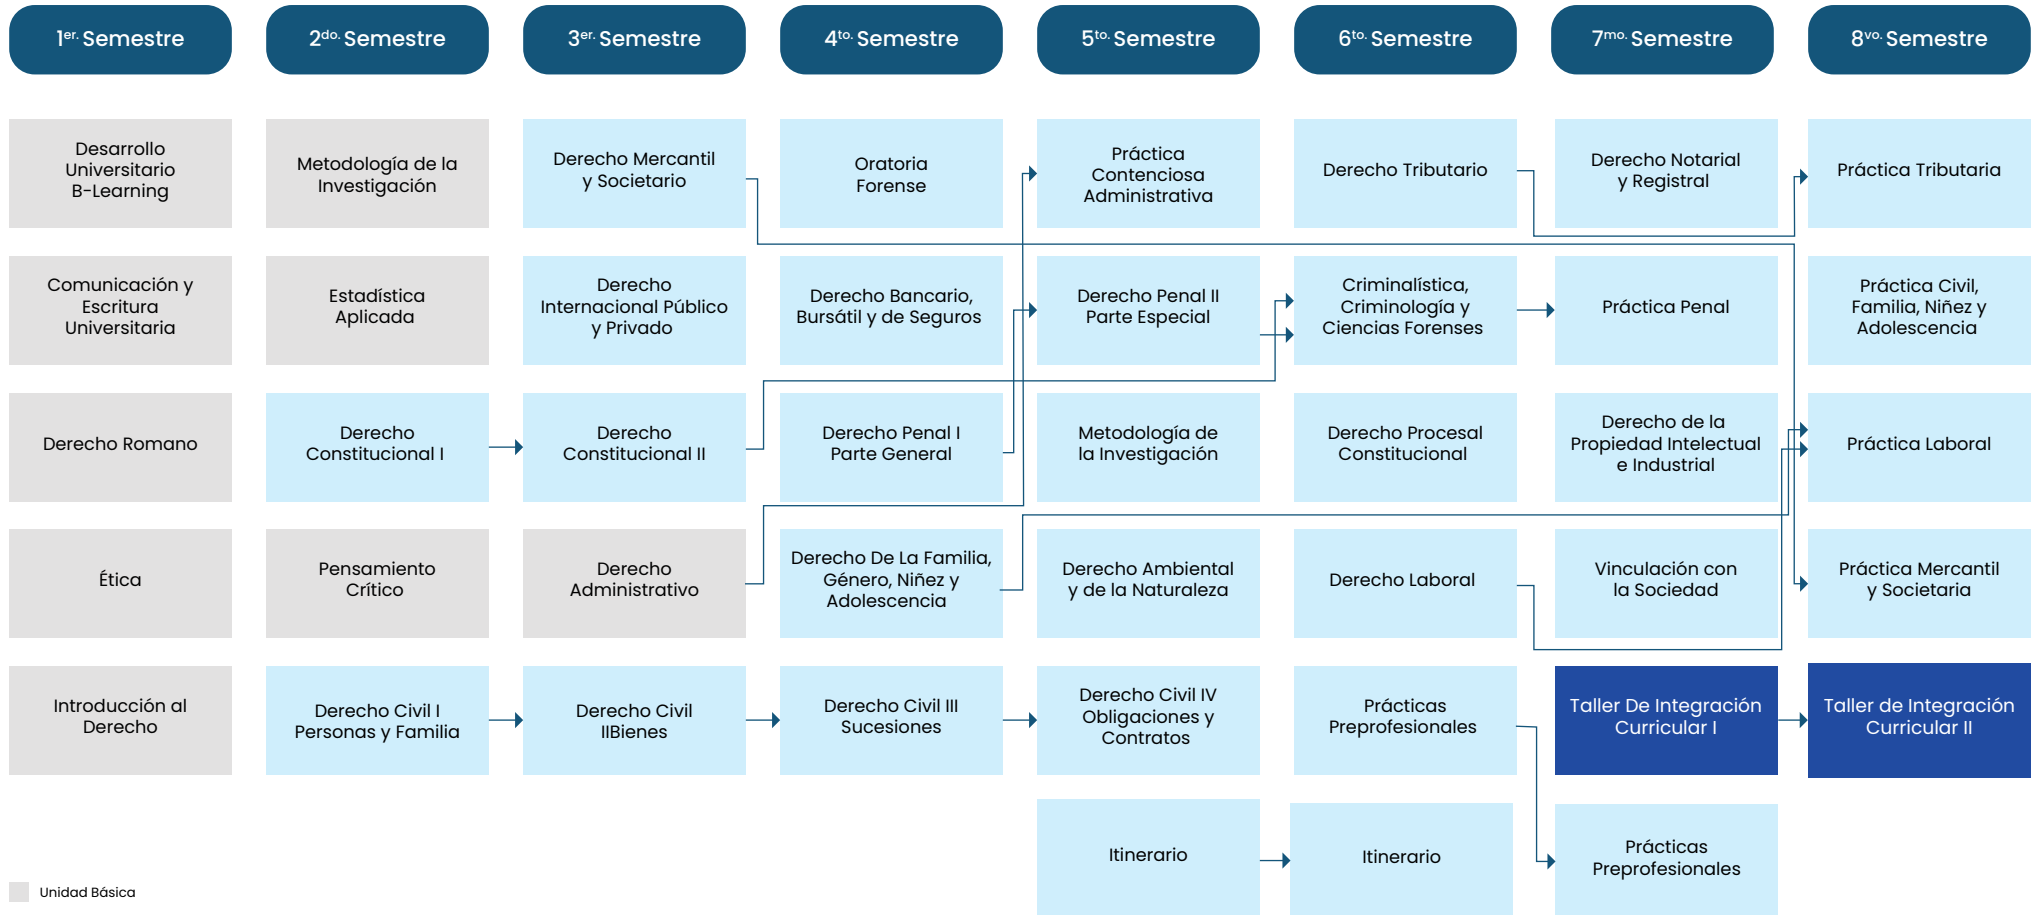 1er. Semestre
2do. Semestre
3er. Semestre
4to. Semestre
5to. Semestre
6to. Semestre
7mo. Semestre
8vo. Semestre
Desarrollo
Universitario
B-Learning
Metodología de la
Investigación
Derecho Mercantil
y Societario
Oratoria
Forense
Práctica
Contenciosa
Administrativa
Derecho Tributario
Derecho Notarial
y Registral
Práctica Tributaria
Comunicación y
Escritura
Universitaria
Estadística
Aplicada
Derecho
Internacional Público
y Privado
Derecho Bancario,
Bursátil y de Seguros
Derecho Penal II
Parte Especial
Criminalística,
Criminología y
Ciencias Forenses
Práctica Penal
Práctica Civil,
Familia, Niñez y
Adolescencia
Derecho Romano
Derecho
Constitucional I
Derecho
Constitucional II
Derecho Penal I
Parte General
Metodología de
la Investigación
Derecho Procesal
Constitucional
Derecho de la
Propiedad Intelectual
e Industrial
Práctica Laboral
Ética
Pensamiento
Crítico
Derecho
Administrativo
Derecho De La Familia,
Género, Niñez y
Adolescencia
Derecho Ambiental
y de la Naturaleza
Derecho Laboral
Vinculación con
la Sociedad
Práctica Mercantil
y Societaria
Introducción al
Derecho
Derecho Civil I
Personas y Familia
Derecho Civil
IIBienes
Derecho Civil III
Sucesiones
Derecho Civil IV
Obligaciones y
Contratos
Prácticas
Preprofesionales
Taller De Integración
Curricular I
Taller de Integración
Curricular II
Itinerario
Itinerario
Prácticas
Preprofesionales
Unidad Básica